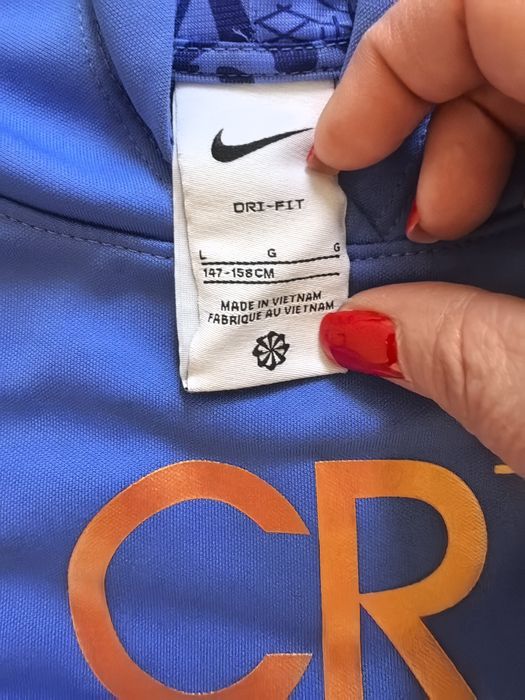 DRI-FIT
L G G
147-158CM
MADE IN VIETNAM
FABRIQUE AU VIETNAM
CR